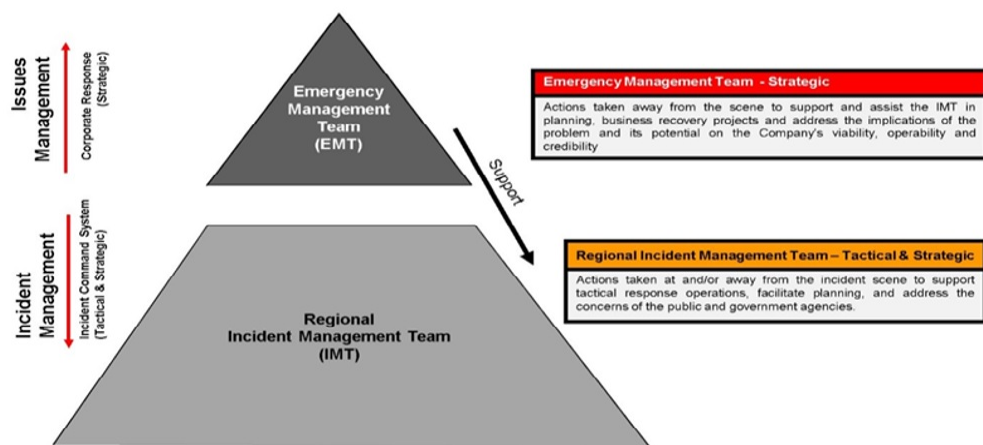 Issues
Management
Corporate Response
(Strategic)
Emergency
Management
Team
(EMT)
Support
Emergency Management Team - Strategic
Actions taken away from the scene to support and assist the IMT in
planning, business recovery projects and address the implications of the
problem and its potential on the Company's viability, operability and
credibility
Incident
Management
Incident Command System
(Tactical & Strategic)
Regional
Incident Management Team
(IMT)
Regional Incident Management Team – Tactical & Strategic
Actions taken at and/or away from the incident scene to support
tactical response operations, facilitate planning, and address the
concerns of the public and government agencies.